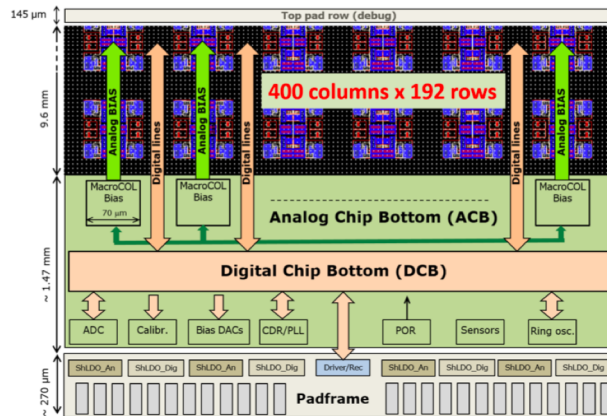 145 μm
Top pad row (debug)
9.6 mm
Analog BIAS
Digital lines
Analog BIAS
Digital lines
Digital lines
400 columns x 192 rows
MacroCOL
Bias
70 μm
MacroCOL
Bias
MacroCOL
Bias
~ 1.47 mm
Analog Chip Bottom (ACB)
Digital Chip Bottom (DCB)
ADC
Calibr.
Bias DACs
CDR/PLL
POR
Sensors
Ring osc.
~ 270 μm
ShLDO_An
ShLDO_Dig
ShLDO_An
ShLDO_Dig
Driver/Rec
ShLDO_An
ShLDO_Dig
ShLDO_An
ShLDO_Dig
Padframe